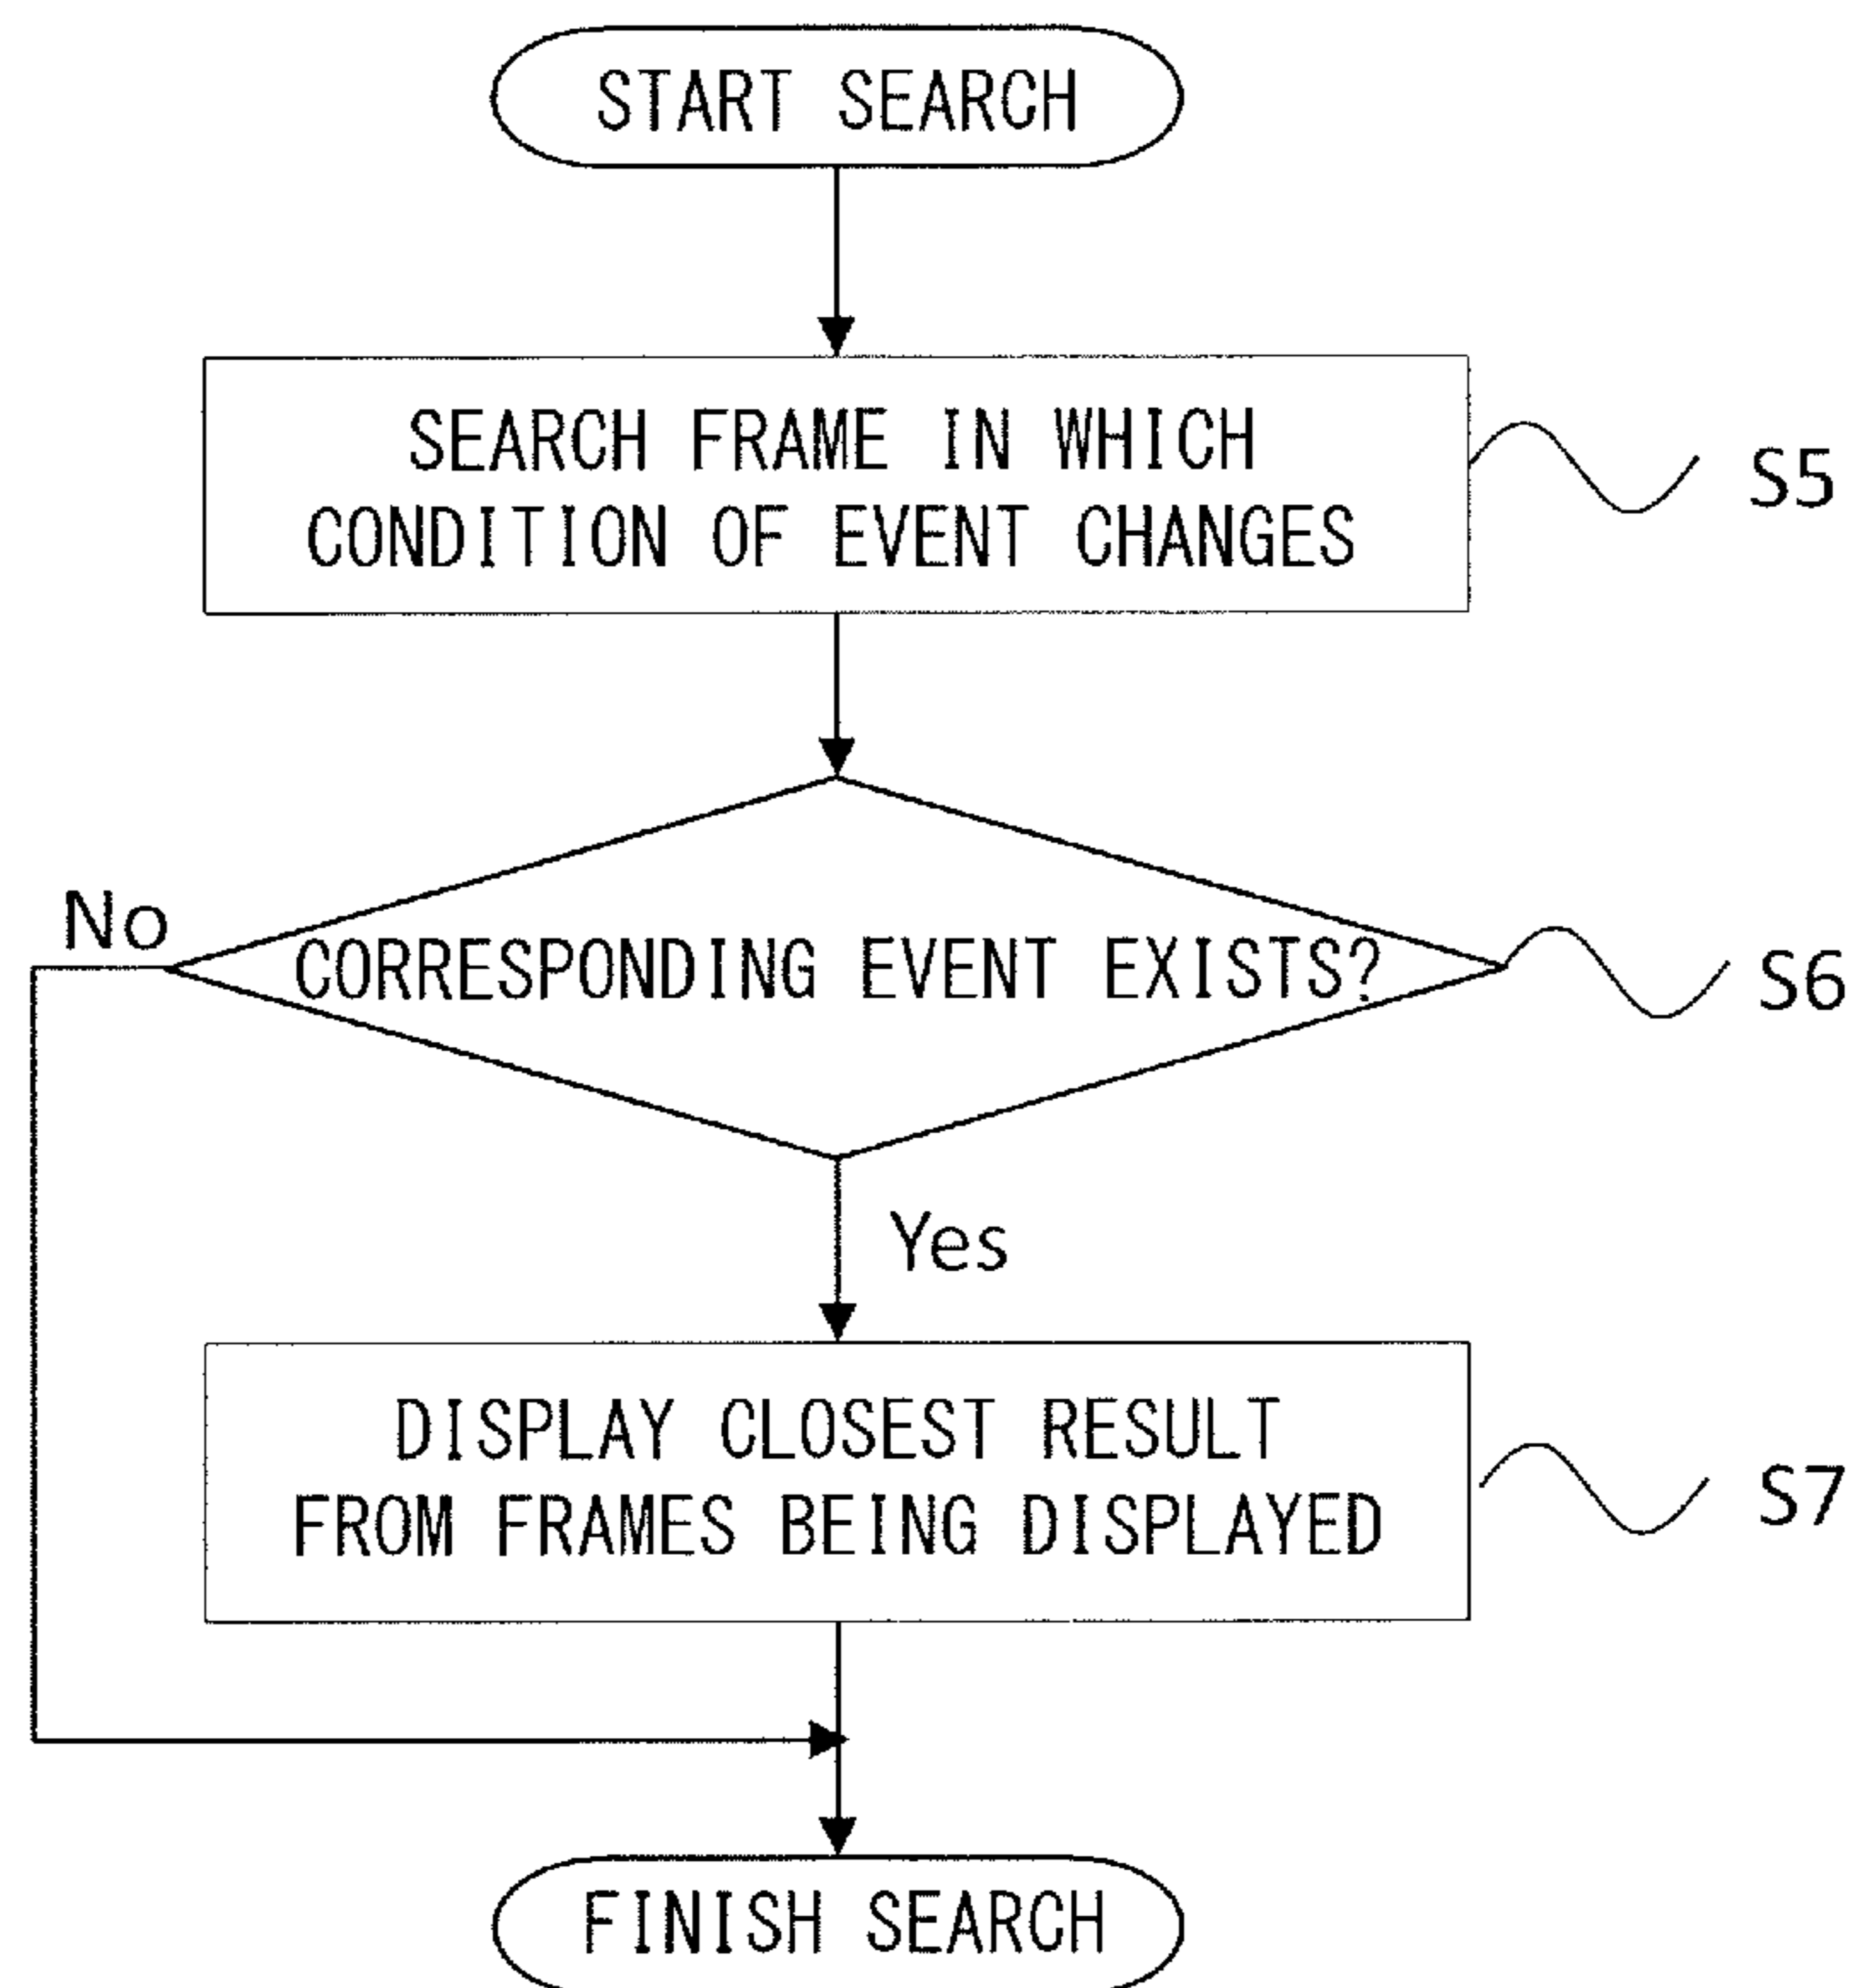 START SEARCH
SEARCH FRAME IN WHICH
CONDITION OF EVENT CHANGES
S5
No
CORRESPONDING EVENT EXISTS?
S6
Yes
DISPLAY CLOSEST RESULT
FROM FRAMES BEING DISPLAYED
S7
FINISH SEARCH